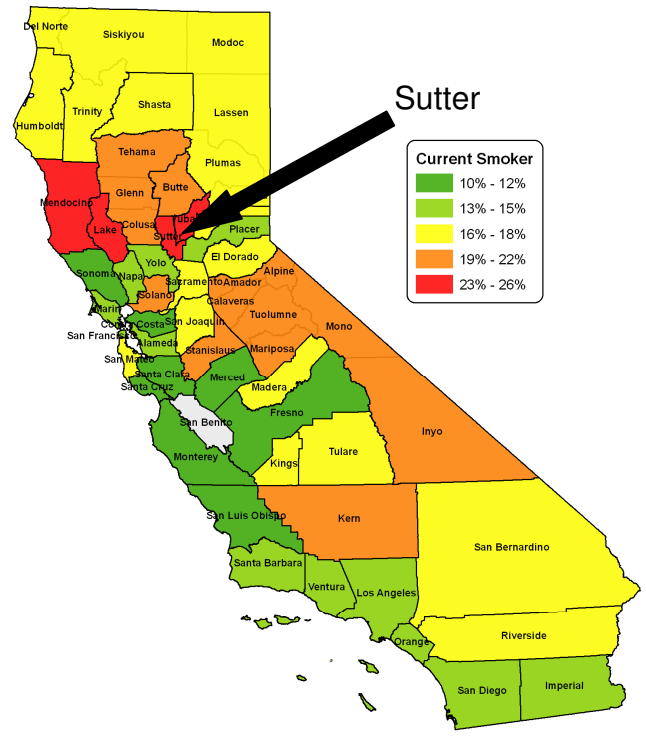 Del Norte
Siskiyou
Modoc
Sutter
Shasta
Trinity
Lassen
Humboldt
Tehama
Plumas
Current Smoker
10% - 12%
13% - 15%
16% - 18%
19% - 22%
23% - 26%
Glenn
Butte
Mendocino
Yuba
Colusa
Lake
Sutter
Placer
El Dorado
Yolo
Sonoma
Napa
Alpine
Sacramento
Amador
Solano
Calaveras
Marin
Tuolumne
Contra Costa
San Joaquin
Mono
San Francisco
Alameda
Stanislaus
Mariposa
San Mateo
Santa Clara
Merced
Madera
Santa Cruz
Fresno
San Benito
Inyo
Monterey
Kings
Tulare
San Luis Obispo
Kern
San Bernardino
Santa Barbara
Ventura
Los Angeles
Orange
Riverside
San Diego
Imperial